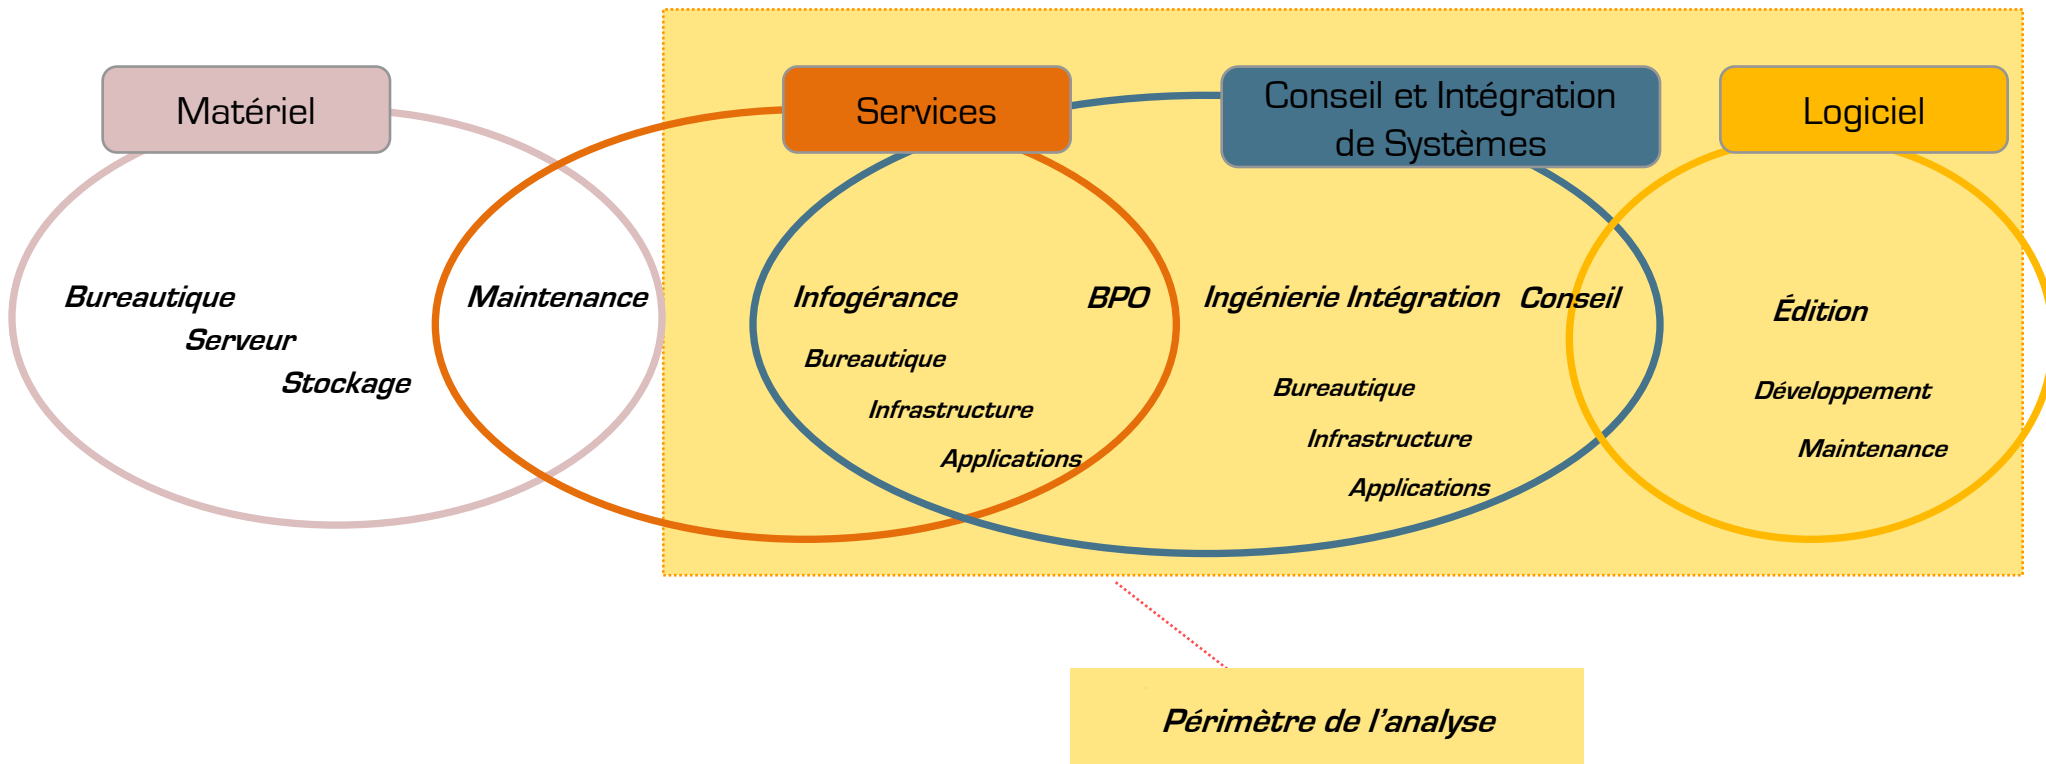 Matériel
Services
Conseil et Intégration
de Systèmes
Logiciel
Bureautique
Serveur
Stockage
Maintenance
Infogérance
Bureautique
Infrastructure
Applications
BPO
Ingénierie Intégration
Bureautique
Infrastructure
Applications
Conseil
Édition
Développement
Maintenance
Périmètre de l'analyse